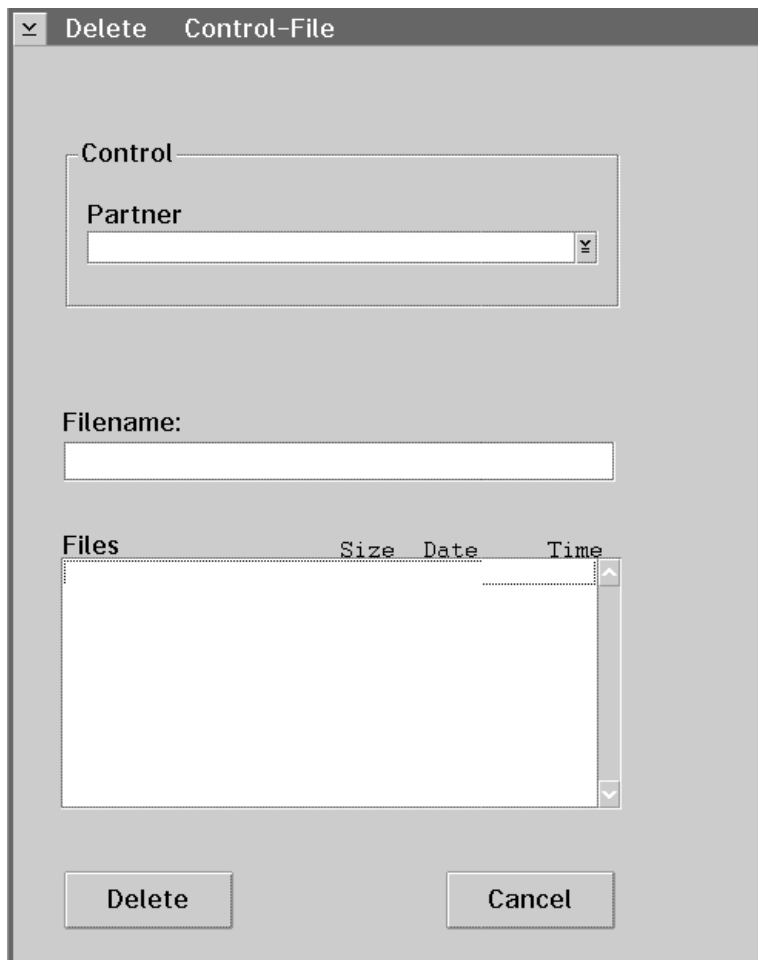 Delete Control-File
Control
Partner
Filename:
Files Size Date Time
Delete Cancel